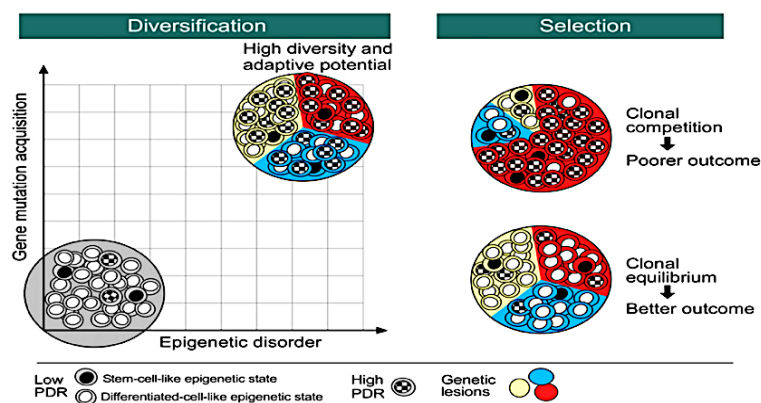 Diversification
Selection
High diversity and
adaptive potential
Gene mutation acquisition
Epigenetic disorder
Clonal
competition
Poorer outcome
Clonal
equilibrium
Better outcome
Low
PDR
Stem-cell-like epigenetic state
Differentiated-cell-like epigenetic state
High
PDR
Genetic
lesions